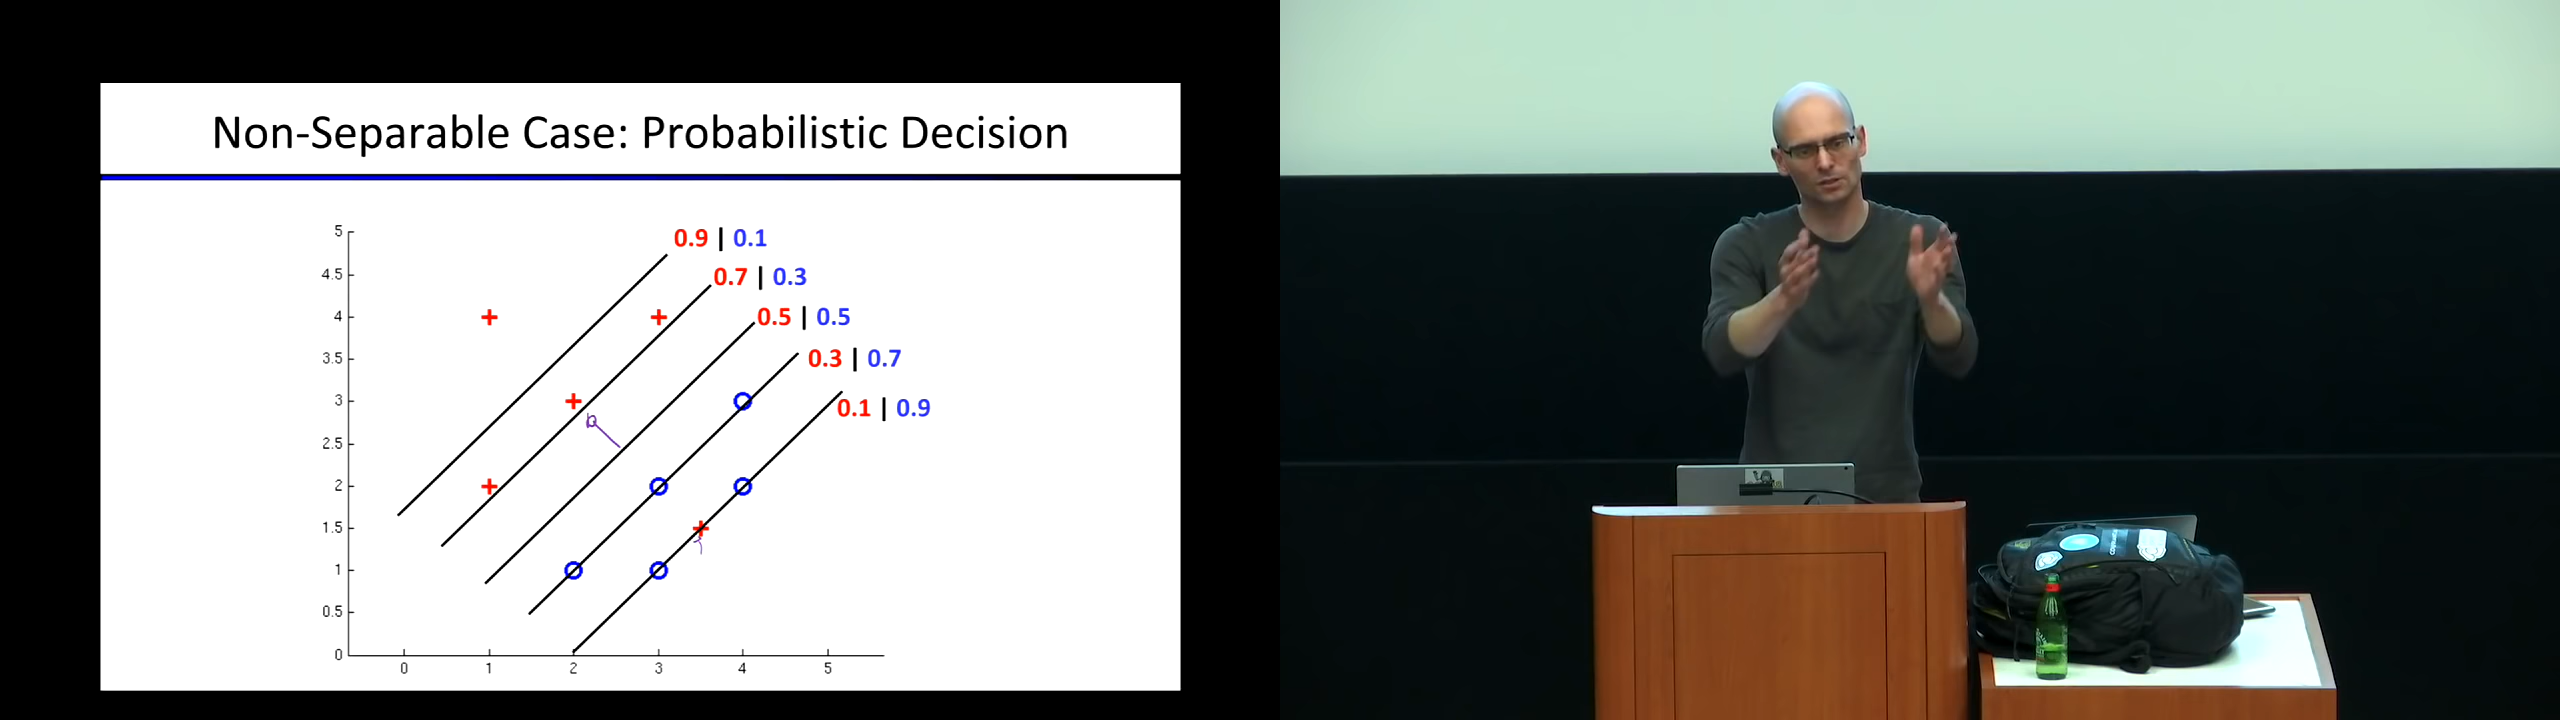 Non-Separable Case: Probabilistic Decision
0.9 | 0.1
0.7 | 0.3
0.5 | 0.5
0.3 | 0.7
0.1 | 0.9
5
4.5
4
3.5
3
2.5
2
1.5
1
0.5
0
0 1 2 3 4 5